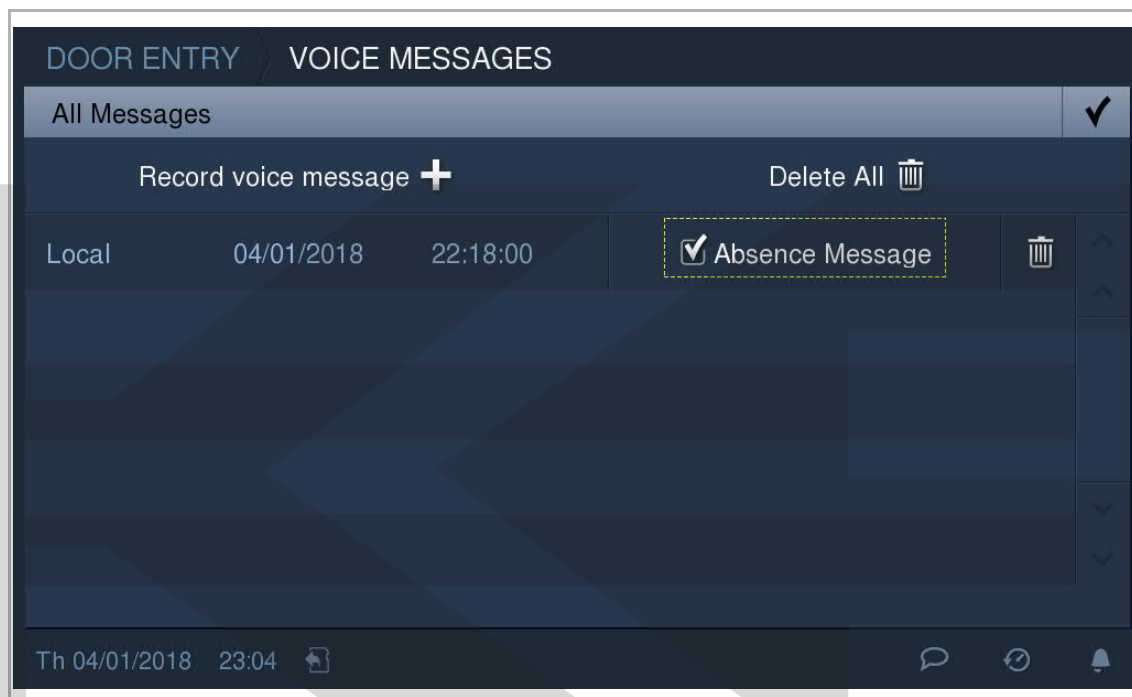 DOOR ENTRY VOICE MESSAGES
All Messages
Record voice message Delete All
Local 04/01/2018 22:18:00 Absence Message
Th 04/01/2018 23:04